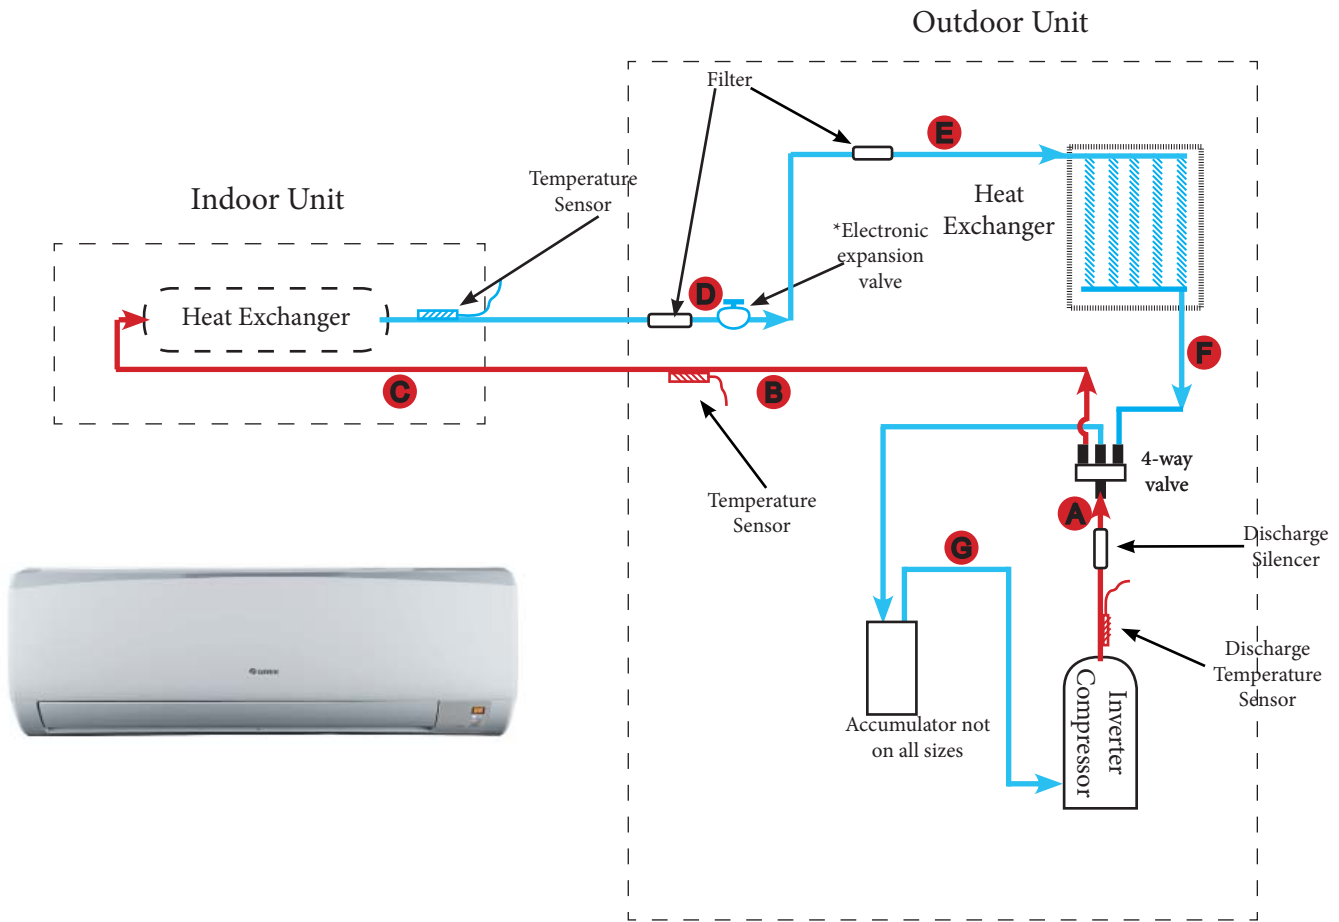 Outdoor Unit
Filter
E
Temperature
Sensor
Indoor Unit
Heat
Exchanger
*Electronic
expansion
valve
D
Heat Exchanger
F
C
B
4-way
valve
Temperature
Sensor
A
G
Discharge
Silencer
Discharge
Temperature
Sensor
Inverter
Compressor
Accumulator not
on all sizes